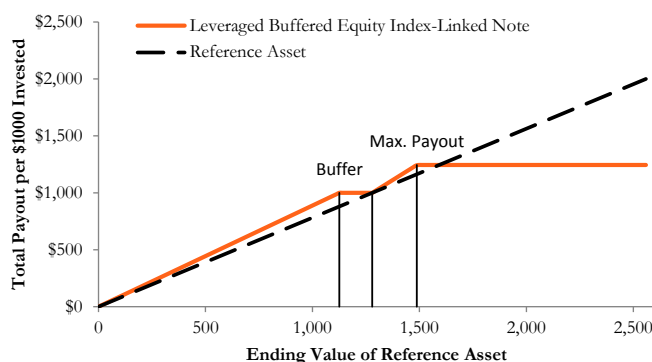 $2,500
Leveraged Buffered Equity Index-Linked Note
Reference Asset
$2,000
$1,500
Max. Payout
Buffer
$1,000
$500
$0
0 500 1,000 1,500 2,000 2,500
Total Payout per $1000 Invested
Ending Value of Reference Asset